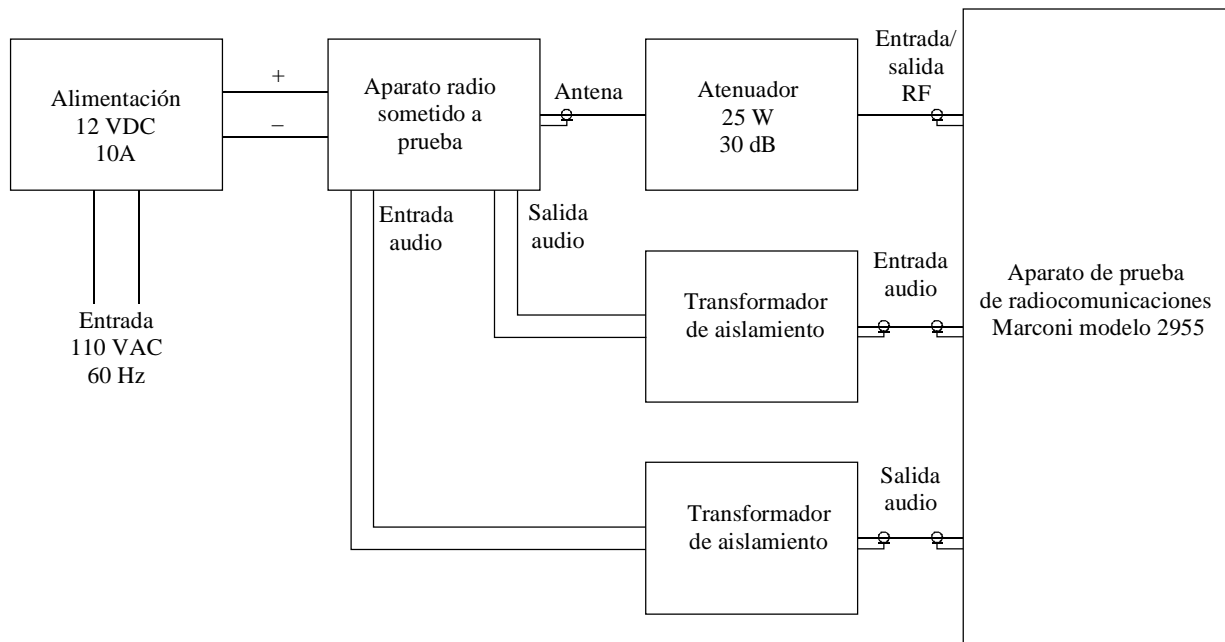 Alimentación
12 VDC
10A
+
–
Aparato radio
sometido a
prueba
Antena
Atenuador
25 W
30 dB
Entrada/
salida
RF
Entrada
audio
Salida
audio
Entrada
110 VAC
60 Hz
Transformador
de aislamiento
Entrada
audio
Aparato de prueba
de radiocomunicaciones
Marconi modelo 2955
Transformador
de aislamiento
Salida
audio